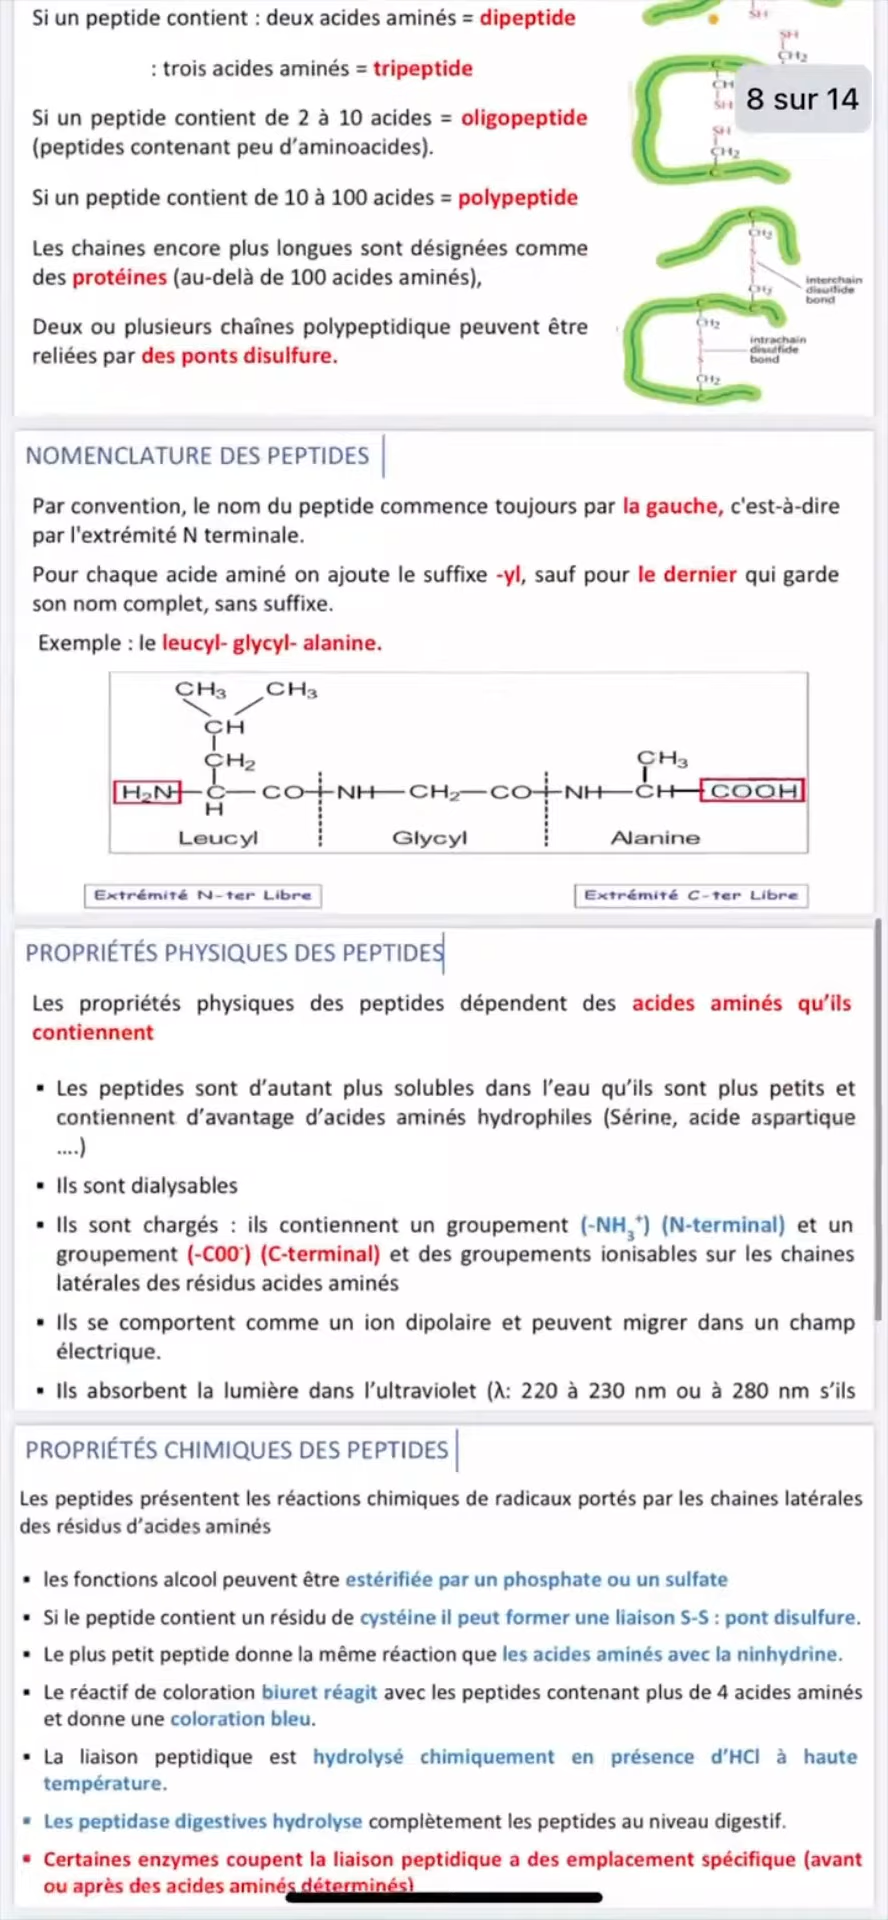 Si un peptide contient : deux acides aminés = dipeptide
: trois acides aminés = tripeptide
Si un peptide contient de 2 à 10 acides = oligopeptide
(peptides contenant peu d'aminoacides).
Si un peptide contient de 10 à 100 acides = polypeptide
Les chaines encore plus longues sont désignées comme
des protéines (au-delà de 100 acides aminés),
Deux ou plusieurs chaînes polypeptidique peuvent être
reliées par des ponts disulfure.
SH
SH
CH2
C
CH
SH
8 sur 14
SH
CH2
C
C
CH2
S
S
CH2
C
interchain
disulfide
bond
C
CH2
S
S
CH2
C
intrachain
disulfide
bond
NOMENCLATURE DES PEPTIDES
Par convention, le nom du peptide commence toujours par la gauche, c'est-à-dire
par l'extrémité N terminale.
Pour chaque acide aminé on ajoute le suffixe -yl, sauf pour le dernier qui garde
son nom complet, sans suffixe.
Exemple : le leucyl- glycyl- alanine.
CH3 CH3
CH
CH2 CH3
H2N C CO NH CH2 CO NH CH COOH
H
Leucyl Glycyl Alanine
Extrémité N-ter Libre Extrémité C-ter Libre
PROPRIÉTÉS PHYSIQUES DES PEPTIDES
Les propriétés physiques des peptides dépendent des acides aminés qu'ils
contiennent
▪ Les peptides sont d'autant plus solubles dans l'eau qu'ils sont plus petits et
contiennent d'avantage d'acides aminés hydrophiles (Sérine, acide aspartique
....)
▪ Ils sont dialysables
▪ Ils sont chargés : ils contiennent un groupement (-NH3+) (N-terminal) et un
groupement (-C00-) (C-terminal) et des groupements ionisables sur les chaines
latérales des résidus acides aminés
▪ Ils se comportent comme un ion dipolaire et peuvent migrer dans un champ
électrique.
▪ Ils absorbent la lumière dans l'ultraviolet (λ: 220 à 230 nm ou à 280 nm s'ils
PROPRIÉTÉS CHIMIQUES DES PEPTIDES
Les peptides présentent les réactions chimiques de radicaux portés par les chaines latérales
des résidus d'acides aminés
▪ les fonctions alcool peuvent être estérifiée par un phosphate ou un sulfate
▪ Si le peptide contient un résidu de cystéine il peut former une liaison S-S : pont disulfure.
▪ Le plus petit peptide donne la même réaction que les acides aminés avec la ninhydrine.
▪ Le réactif de coloration biuret réagit avec les peptides contenant plus de 4 acides aminés
et donne une coloration bleu.
▪ La liaison peptidique est hydrolysé chimiquement en présence d'HCl à haute
température.
▪ Les peptidase digestives hydrolyse complètement les peptides au niveau digestif.
▪ Certaines enzymes coupent la liaison peptidique a des emplacement spécifique (avant
ou après des acides aminés déterminés)